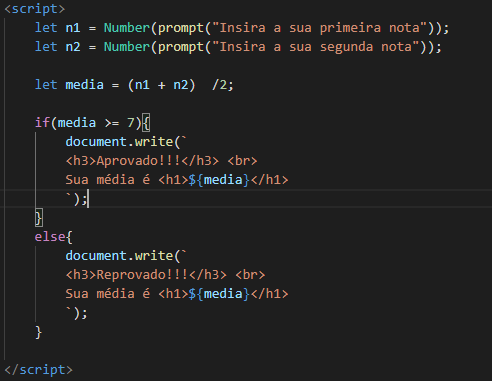 <script>
let n1 = Number(prompt("Insira a sua primeira nota"));
let n2 = Number(prompt("Insira a sua segunda nota"));
let media = (n1 + n2)  /2;
if(media >= 7){
document.write(`
<h3>Aprovado!!!</h3> <br>
Sua média é <h1>${media}</h1>
`);
}
else{
document.write(`
<h3>Reprovado!!!</h3> <br>
Sua média é <h1>${media}</h1>
`);
}
</script>